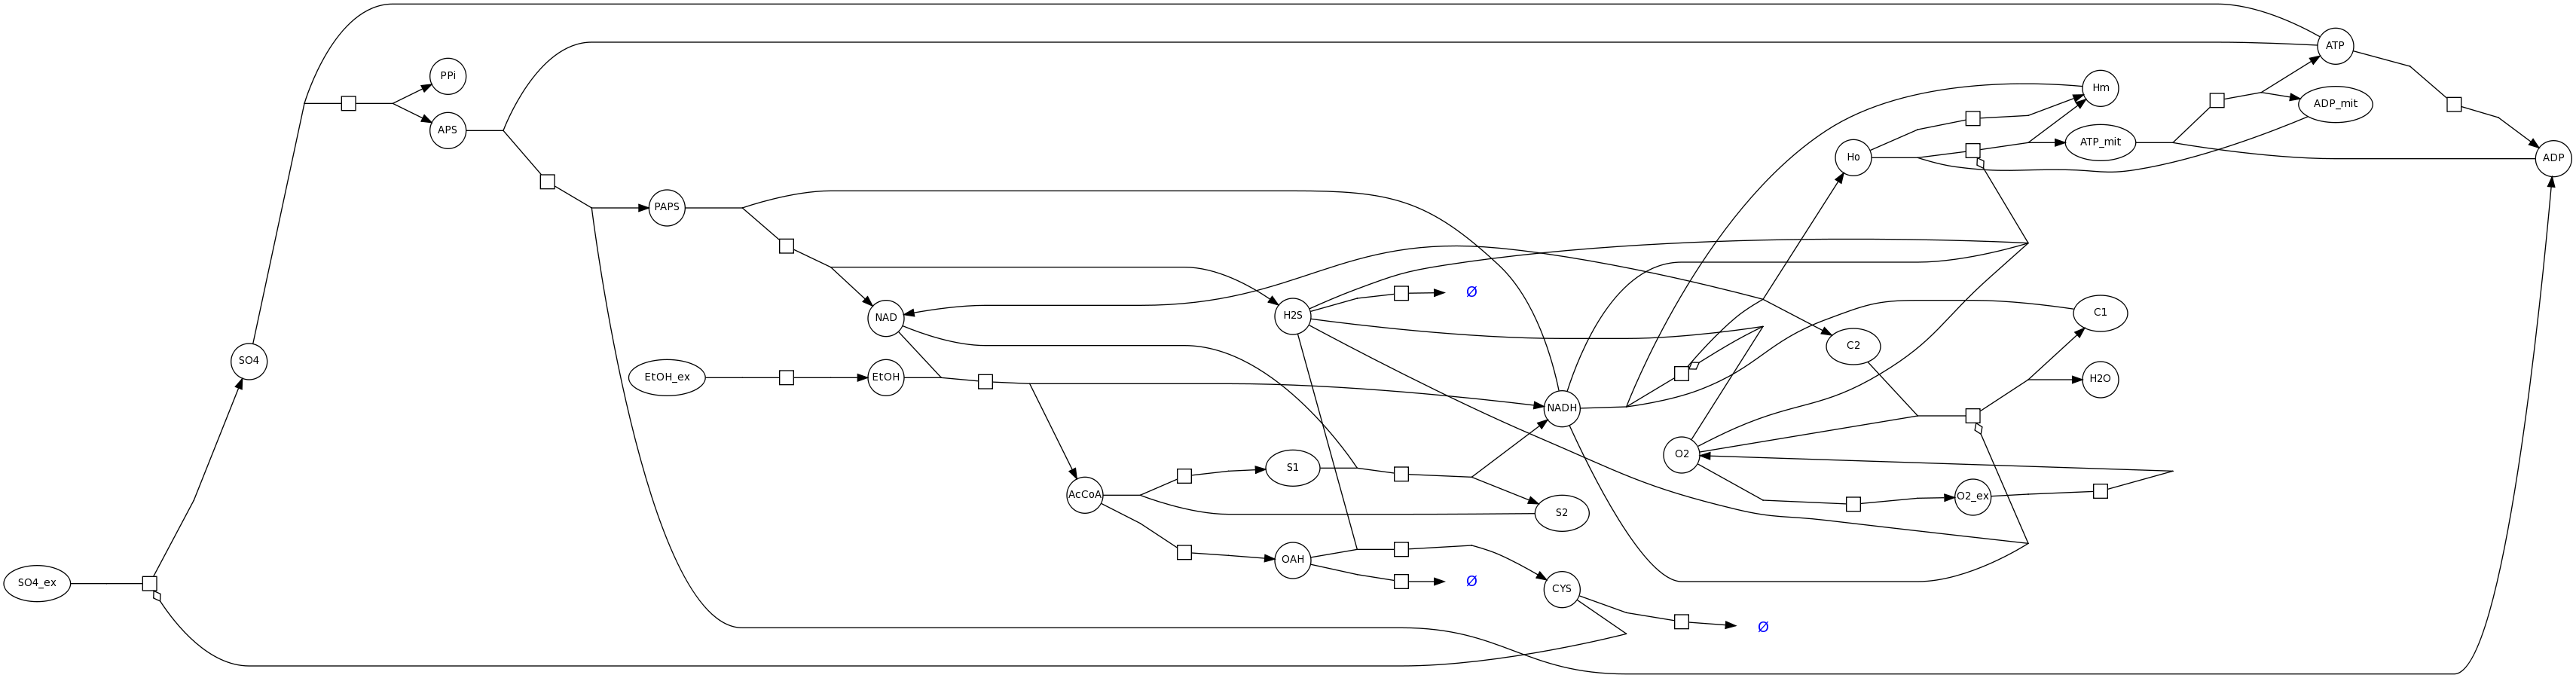 ATP
PPi
Hm
ADP_mit
APS
ATP_mit
Ho
ADP
PAPS
Ø
H2S
C1
NAD
C2
SO4
EtOH_ex
EtOH
H2O
NADH
O2
S1
AcCoA
O2_ex
S2
OAH
Ø
SO4_ex
CYS
Ø